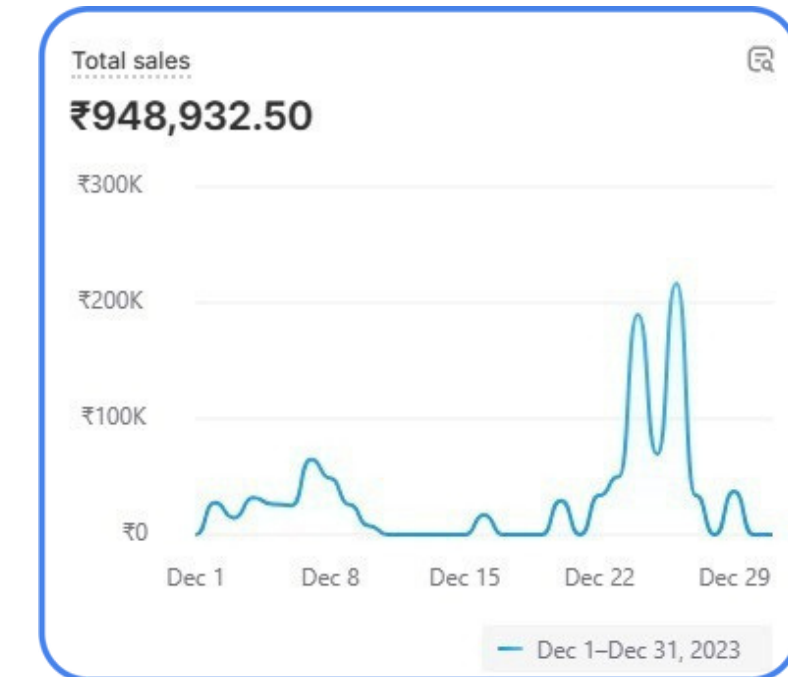 Total sales
₹948,932.50
₹300K
₹200K
₹100K
₹0
Dec 1 Dec 8 Dec 15 Dec 22 Dec 29
Dec 1–Dec 31, 2023